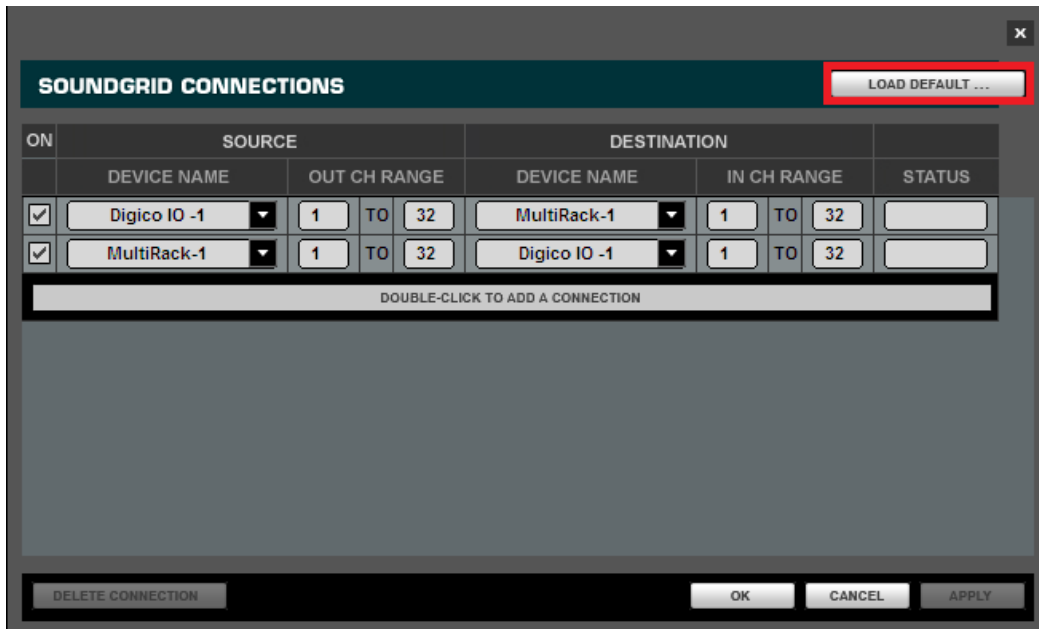 x
SOUNDGRID CONNECTIONS LOAD DEFAULT ...
ON SOURCE DESTINATION
DEVICE NAME OUT CH RANGE DEVICE NAME IN CH RANGE STATUS
Digico IO -1 1 TO 32 MultiRack-1 1 TO 32
MultiRack-1 1 TO 32 Digico IO -1 1 TO 32
DOUBLE-CLICK TO ADD A CONNECTION
DELETE CONNECTION OK CANCEL APPLY